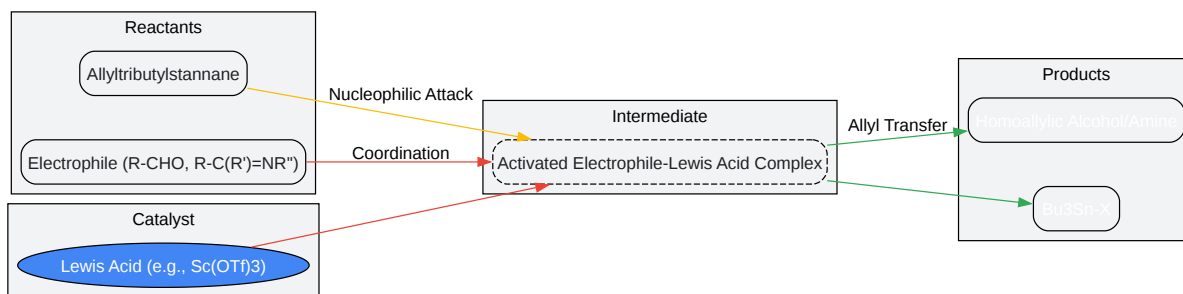 Reactants
Allyltributylstannane
Electrophile (R-CHO, R-C(R')=NR")
Catalyst
Lewis Acid (e.g., Sc(OTf)3)
Nucleophilic Attack
Coordination
Intermediate
Activated Electrophile-Lewis Acid Complex
Allyl Transfer
Products
Homoallylic Alcohol/Amine
Bu3Sn-X